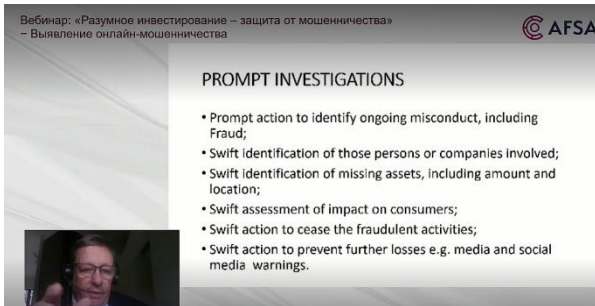 Вебинар: «Разумное инвестирование – защита от мошенничества»
– Выявление онлайн-мошенничества
AFSA
PROMPT INVESTIGATIONS
• Prompt action to identify ongoing misconduct, including
Fraud;
• Swift identification of those persons or companies involved;
• Swift identification of missing assets, including amount and
location;
• Swift assessment of impact on consumers;
• Swift action to cease the fraudulent activities;
• Swift action to prevent further losses e.g. media and social
media warnings.